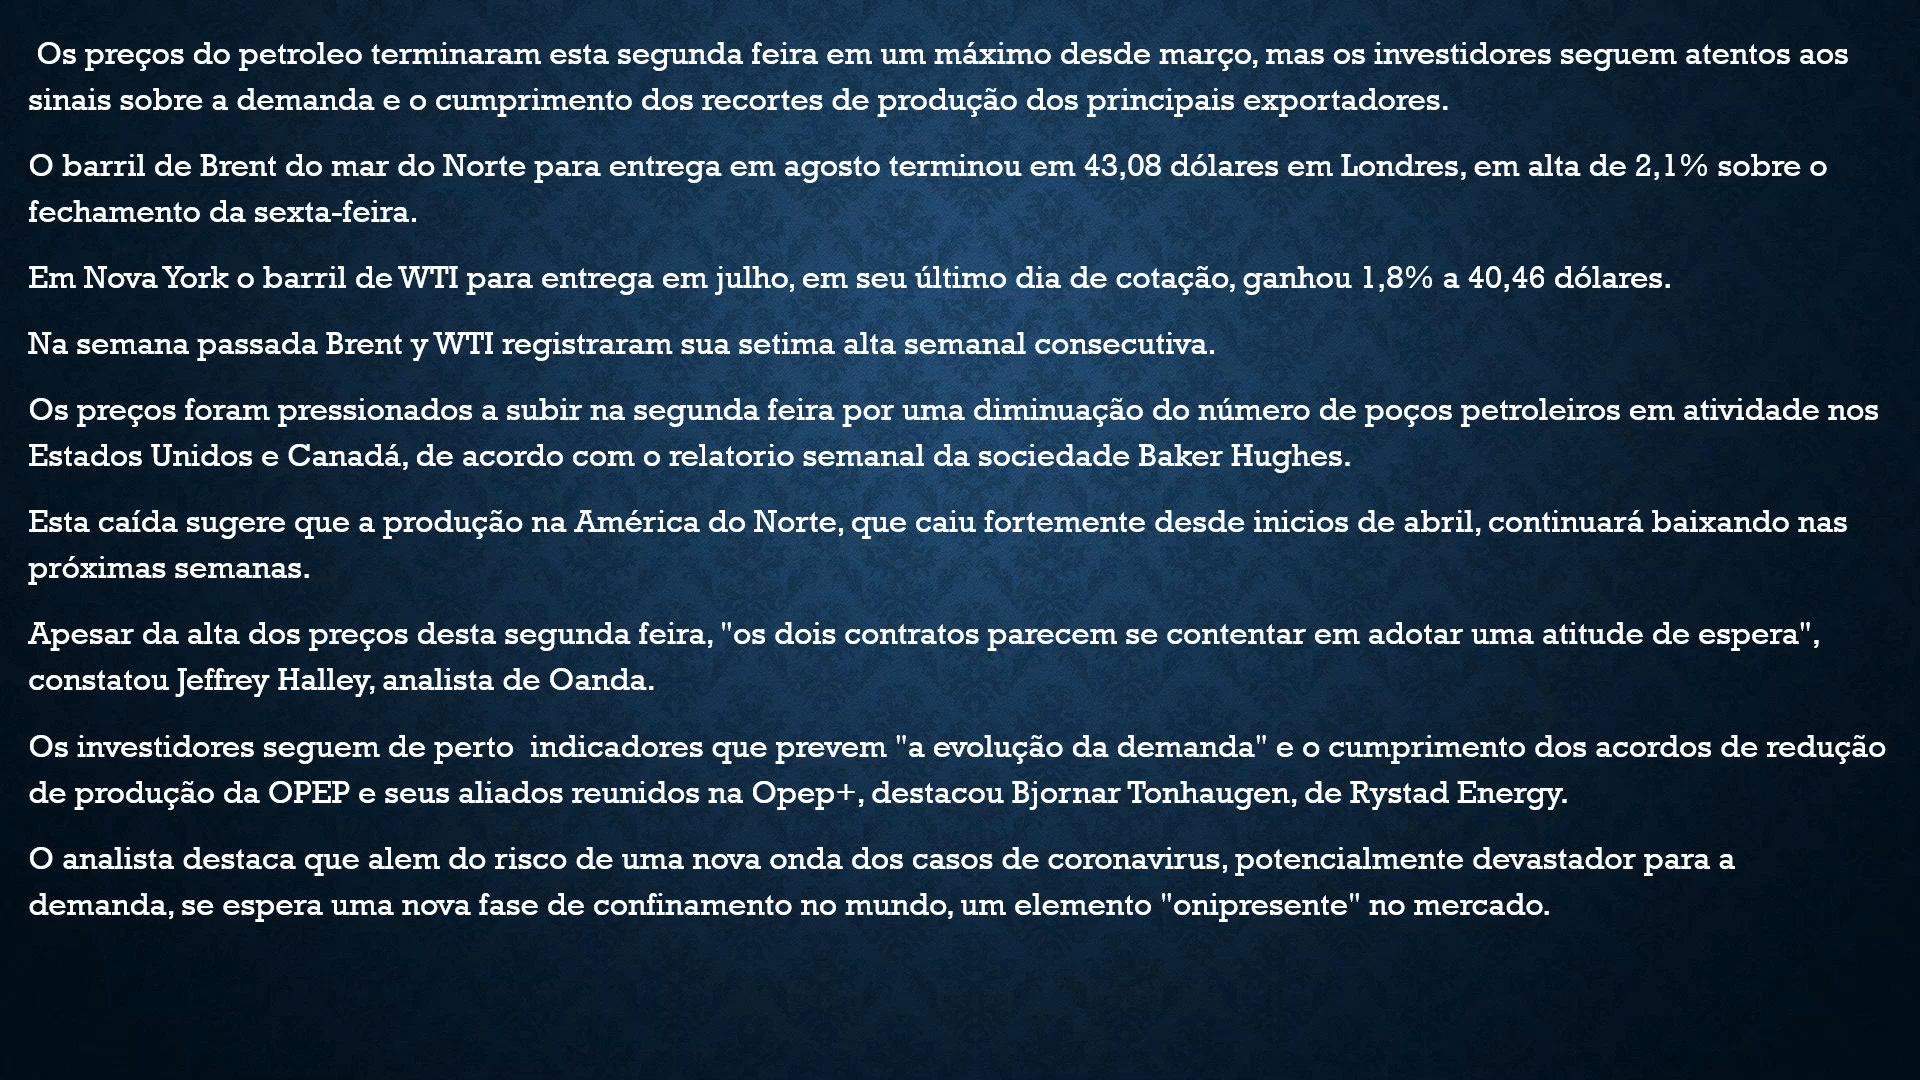 Os preços do petroleo terminaram esta segunda feira em um máximo desde março, mas os investidores seguem atentos aos
sinais sobre a demanda e o cumprimento dos recortes de produção dos principais exportadores.
O barril de Brent do mar do Norte para entrega em agosto terminou em 43,08 dólares em Londres, em alta de 2,1% sobre o
fechamento da sexta-feira.
Em Nova York o barril de WTI para entrega em julho, em seu último dia de cotação, ganhou 1,8% a 40,46 dólares.
Na semana passada Brent y WTI registraram sua setima alta semanal consecutiva.
Os preços foram pressionados a subir na segunda feira por uma diminuação do número de poços petroleiros em atividade nos
Estados Unidos e Canadá, de acordo com o relatorio semanal da sociedade Baker Hughes.
Esta caída sugere que a produção na América do Norte, que caiu fortemente desde inicios de abril, continuará baixando nas
próximas semanas.
Apesar da alta dos preços desta segunda feira, "os dois contratos parecem se contentar em adotar uma atitude de espera",
constatou Jeffrey Halley, analista de Oanda.
Os investidores seguem de perto  indicadores que prevem "a evolução da demanda" e o cumprimento dos acordos de redução
de produção da OPEP e seus aliados reunidos na Opep+, destacou Bjornar Tonhaugen, de Rystad Energy.
O analista destaca que alem do risco de uma nova onda dos casos de coronavirus, potencialmente devastador para a
demanda, se espera uma nova fase de confinamento no mundo, um elemento "onipresente" no mercado.